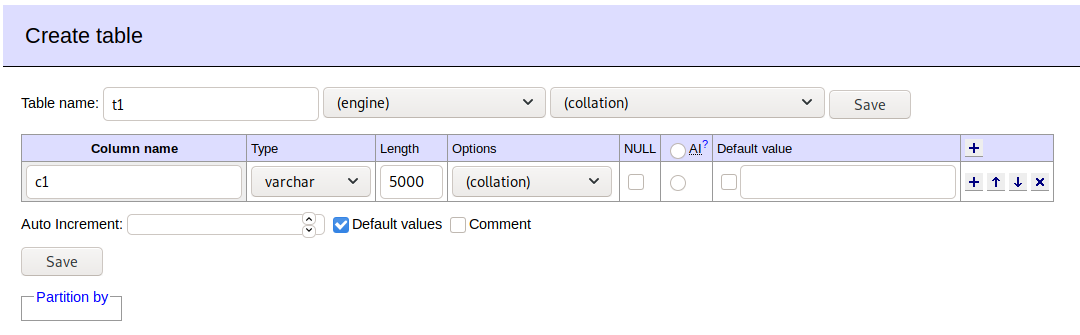 Create table
Table name: t1 (engine) (collation) Save
Column name Type Length Options NULL AI? Default value
c1 varchar 5000 (collation)
Auto Increment: Default values Comment
Save
Partition by